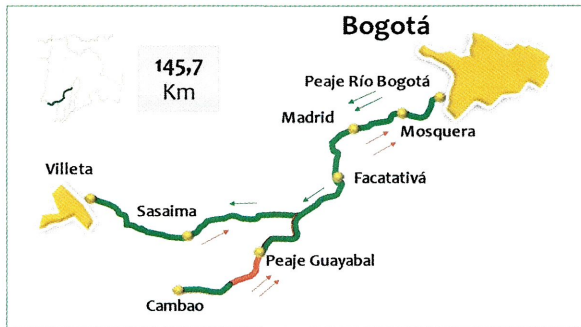 Bogotá
145,7
Km
Peaje Río Bogotá
Madrid
Mosquera
Villeta
Facatativá
Sasaima
Peaje Guayabal
Cambao